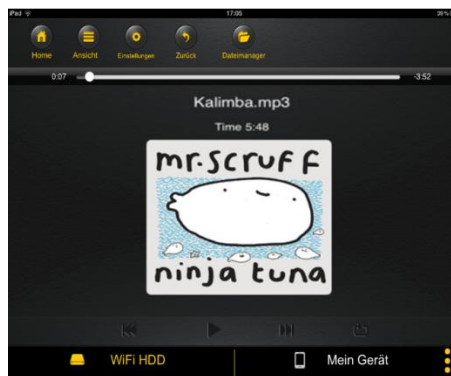 iPad 17:05 36%
Home Ansicht Einstellungen Zurück Dateimanager
0:07 -3:52
Kalimba.mp3
Time 5:48
mr.scruff
ninja tuna
WiFi HDD Mein Gerät